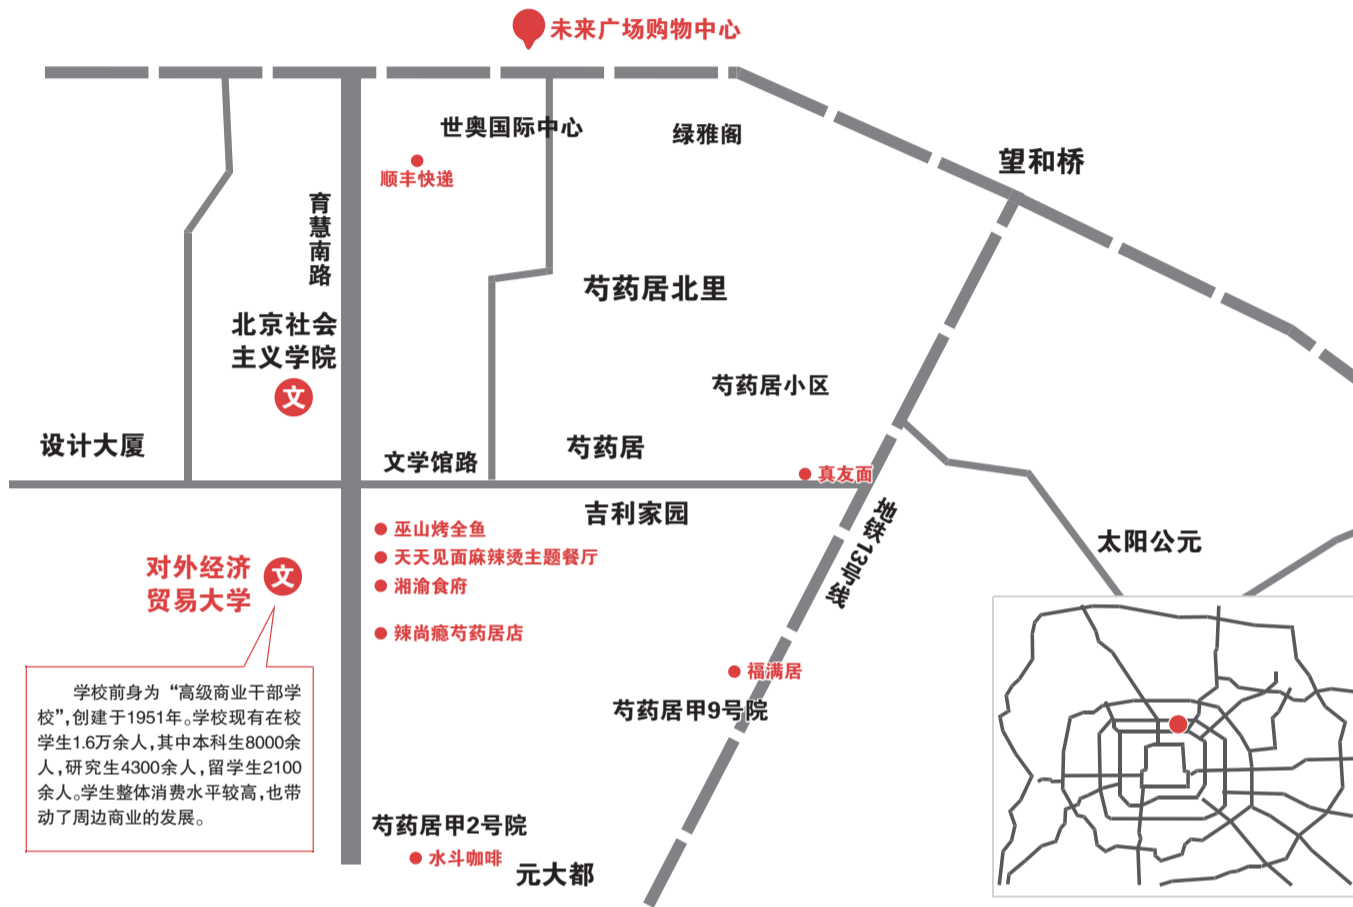 未来广场购物中心
世奥国际中心
绿雅阁
望和桥
顺丰快递
育慧南路
芍药居北里
北京社会
主义学院
文
芍药居小区
设计大厦
文学馆路
芍药居
真友面
吉利家园
地铁13号线
巫山烤全鱼
天天见面麻辣烫主题餐厅
湘渝食府
辣尚瘾芍药居店
太阳公元
对外经济
贸易大学
文
福满居
芍药居甲9号院
学校前身为“高级商业干部学
校”,创建于1951年。学校现有在校
学生1.6万余人,其中本科生8000余
人,研究生4300余人,留学生2100
余人。学生整体消费水平较高,也带
动了周边商业的发展。
芍药居甲2号院
水斗咖啡
元大都